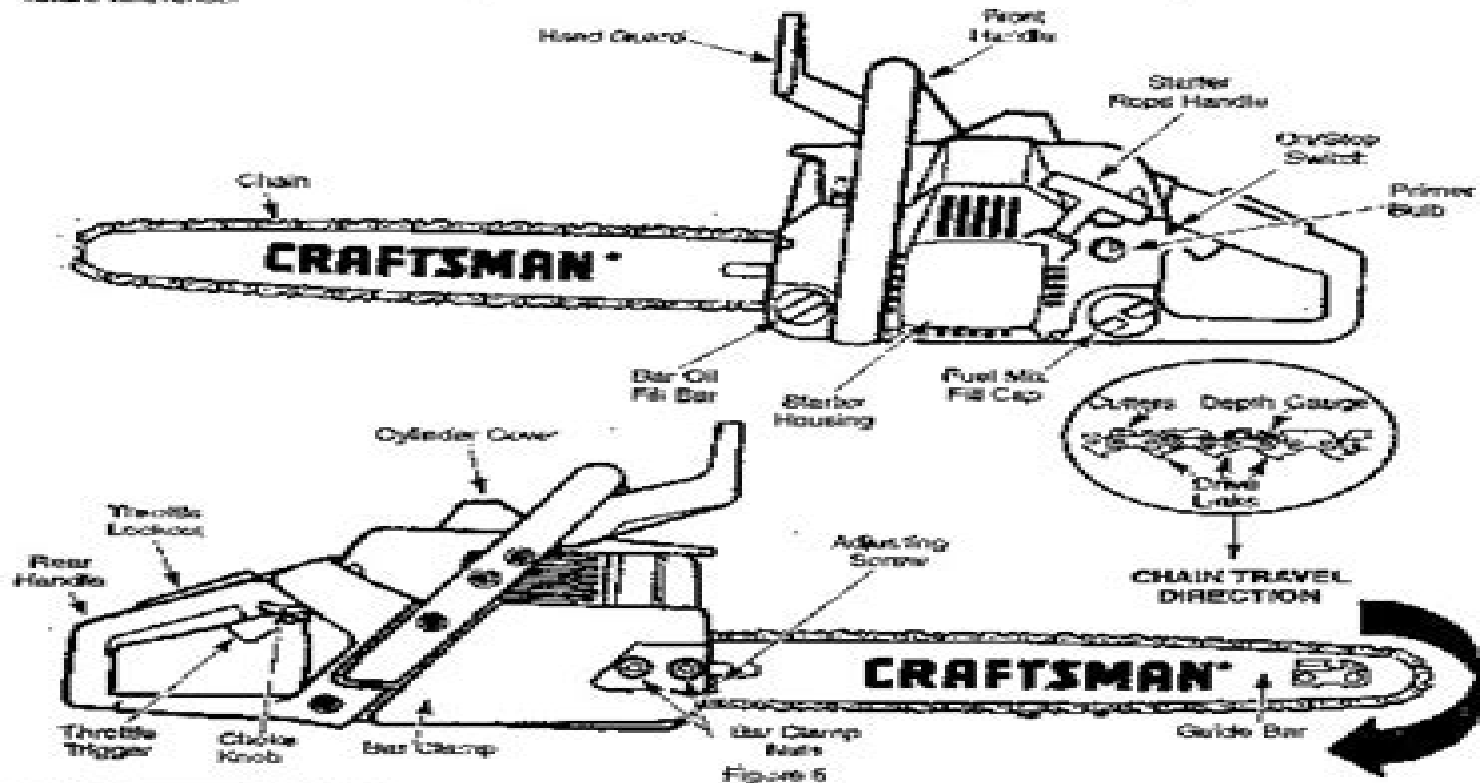 Hand Guard
Front
Handle
Starter
Rope Handle
On/Stop
Switch
Primer
Bulb
Chain
CRAFTSMAN
Bar Oil
Fill
Starter
Housing
Fuel Mix
Fill Cap
Cutters Depth Gauge
Drive
Links
Cylinder Cover
Throttle
Lockout
Rear
Handle
Adjusting
Screw
CHAIN TRAVEL
DIRECTION
CRAFTSMAN
Throttle
Trigger
Choke
Knob
Bar Clamp
Bar Clamp
Nuts
Guide Bar
Figure 6